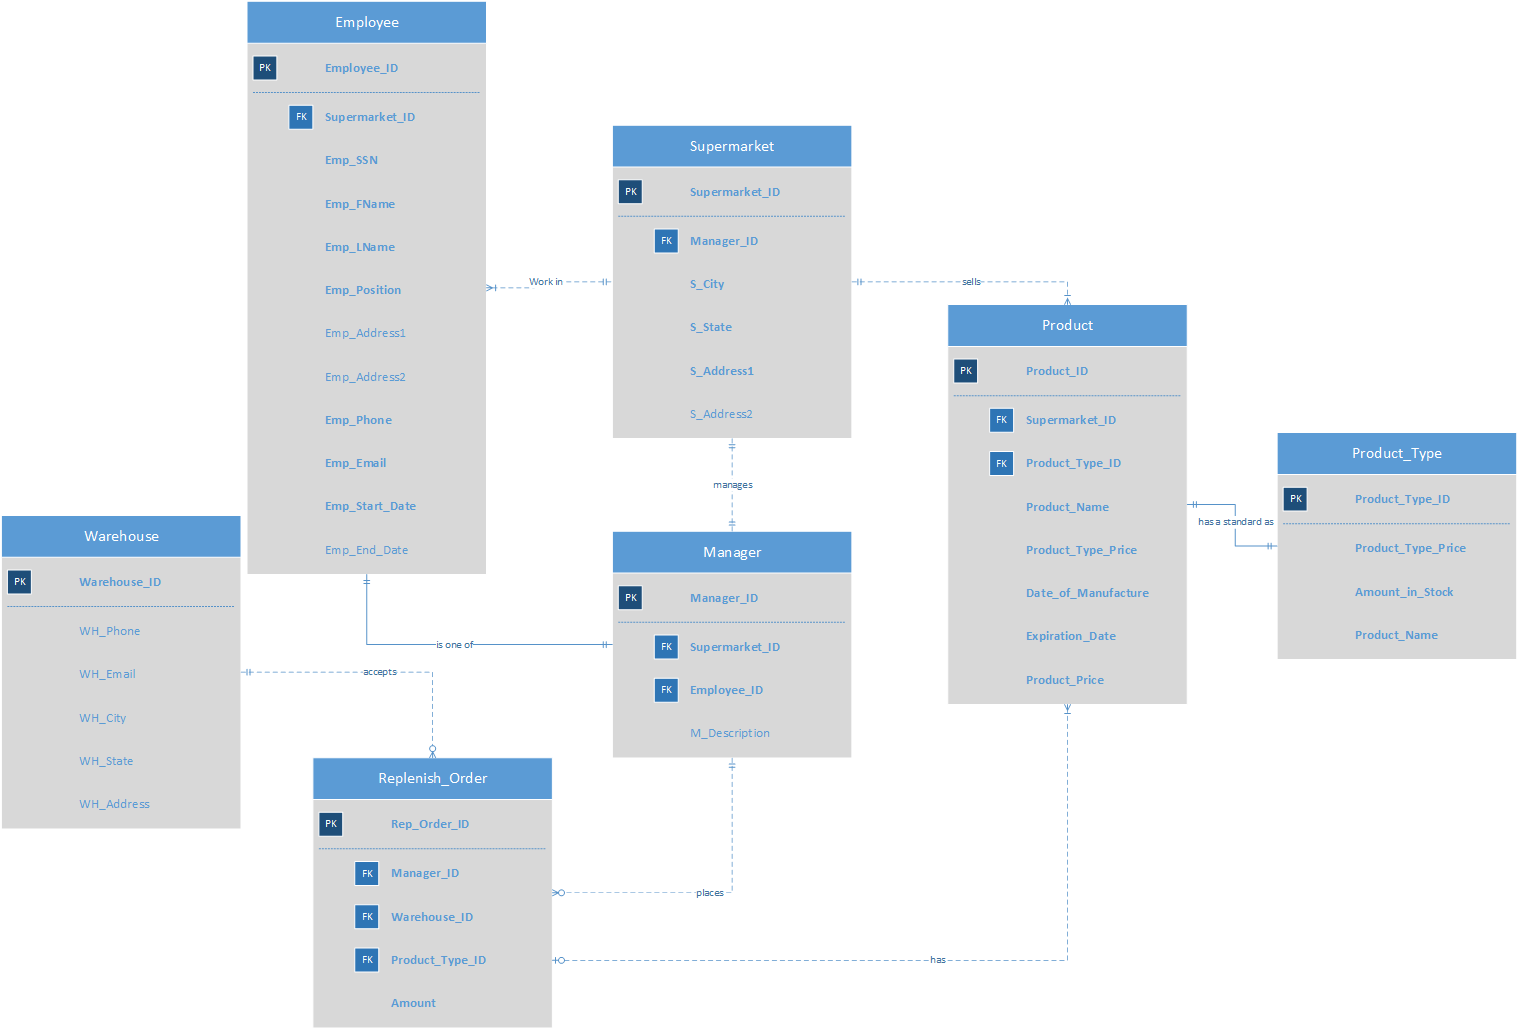 Employee
PK Employee_ID
FK Supermarket_ID
Emp_SSN
Emp_FName
Emp_LName
Emp_Position
Emp_Address1
Emp_Address2
Emp_Phone
Emp_Email
Emp_Start_Date
Emp_End_Date
Work in
Supermarket
PK Supermarket_ID
FK Manager_ID
S_City
S_State
S_Address1
S_Address2
sells
Product
PK Product_ID
FK Supermarket_ID
FK Product_Type_ID
Product_Name
Product_Type_Price
Date_of_Manufacture
Expiration_Date
Product_Price
has a standard as
Product_Type
PK Product_Type_ID
Product_Type_Price
Amount_in_Stock
Product_Name
manages
Manager
PK Manager_ID
FK Supermarket_ID
FK Employee_ID
M_Description
is one of
Warehouse
PK Warehouse_ID
WH_Phone
WH_Email
WH_City
WH_State
WH_Address
accepts
Replenish_Order
PK Rep_Order_ID
FK Manager_ID
FK Warehouse_ID
FK Product_Type_ID
Amount
places
has